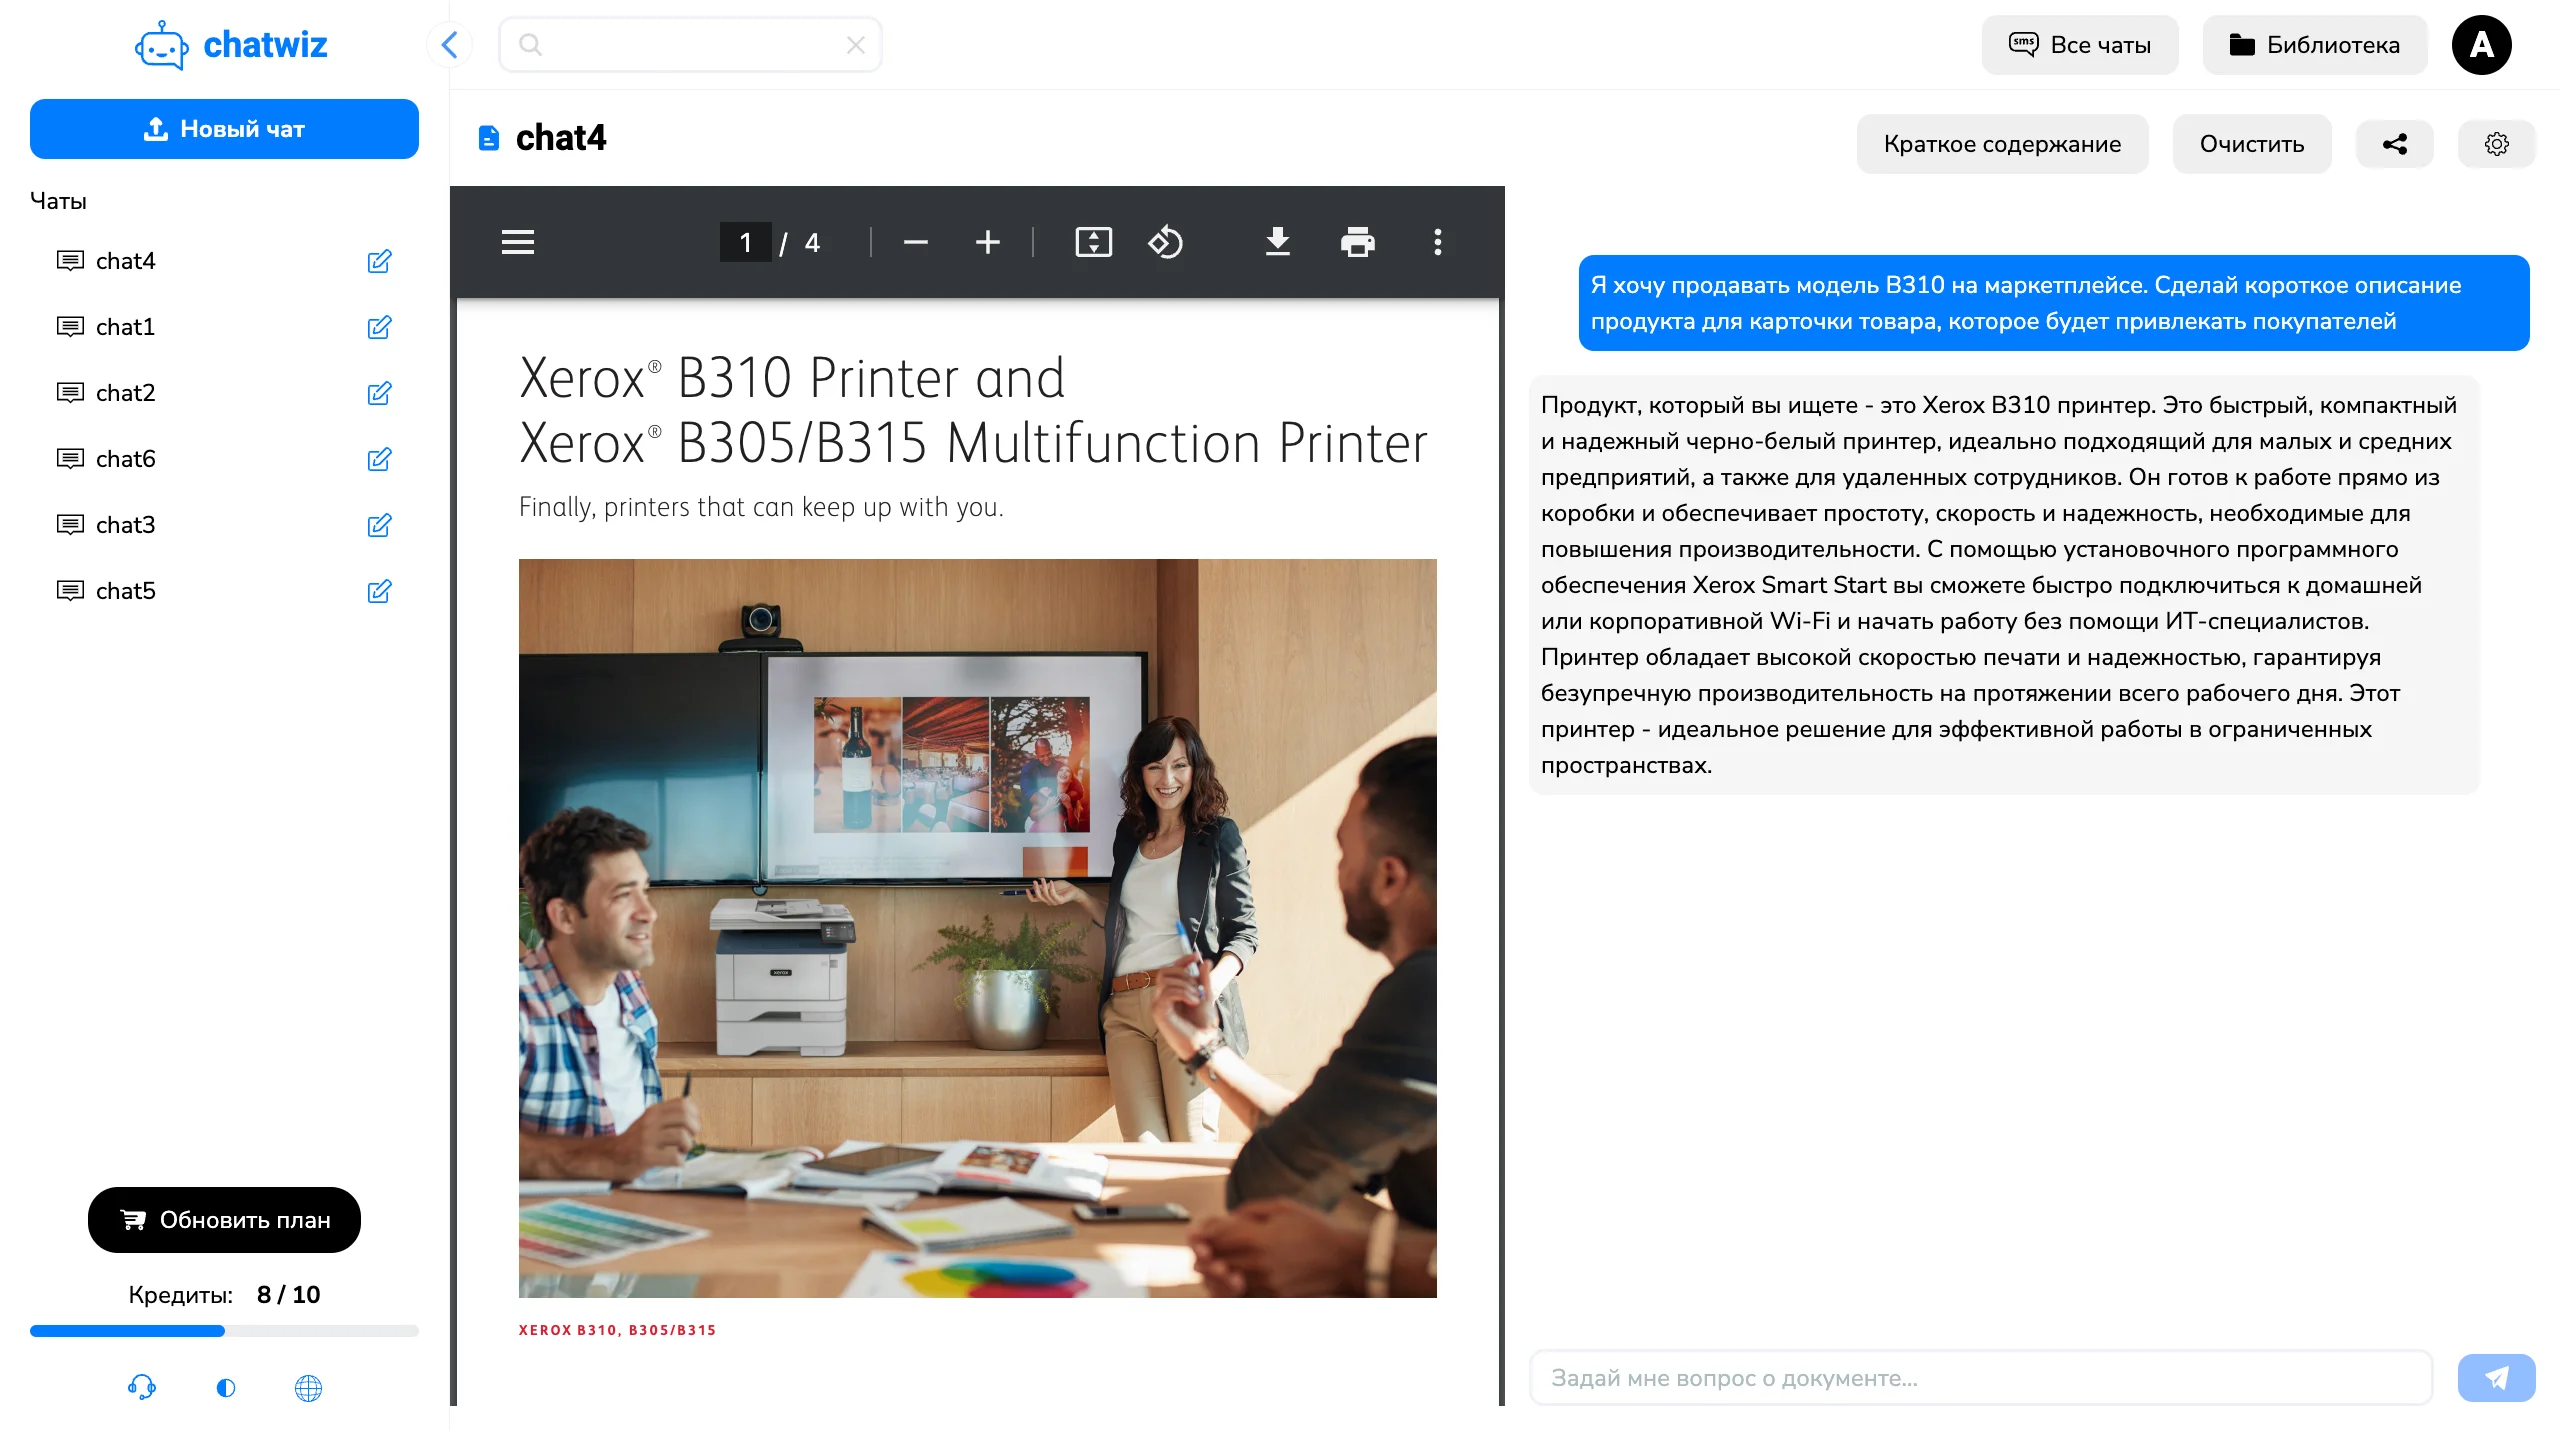 chatwiz
Все чаты
Библиотека
A
Новый чат
Чаты
chat4
chat1
chat2
chat6
chat3
chat5
Обновить план
Кредиты: 8 / 10
chat4
Краткое содержание
Очистить
1 / 4
Xerox® B310 Printer and
Xerox® B305/B315 Multifunction Printer
Finally, printers that can keep up with you.
xerox
XEROX B310, B305/B315
Я хочу продавать модель B310 на маркетплейсе. Сделай короткое описание
продукта для карточки товара, которое будет привлекать покупателей
Продукт, который вы ищете - это Xerox B310 принтер. Это быстрый, компактный
и надежный черно-белый принтер, идеально подходящий для малых и средних
предприятий, а также для удаленных сотрудников. Он готов к работе прямо из
коробки и обеспечивает простоту, скорость и надежность, необходимые для
повышения производительности. С помощью установочного программного
обеспечения Xerox Smart Start вы сможете быстро подключиться к домашней
или корпоративной Wi-Fi и начать работу без помощи ИТ-специалистов.
Принтер обладает высокой скоростью печати и надежностью, гарантируя
безупречную производительность на протяжении всего рабочего дня. Этот
принтер - идеальное решение для эффективной работы в ограниченных
пространствах.
Задай мне вопрос о документе...